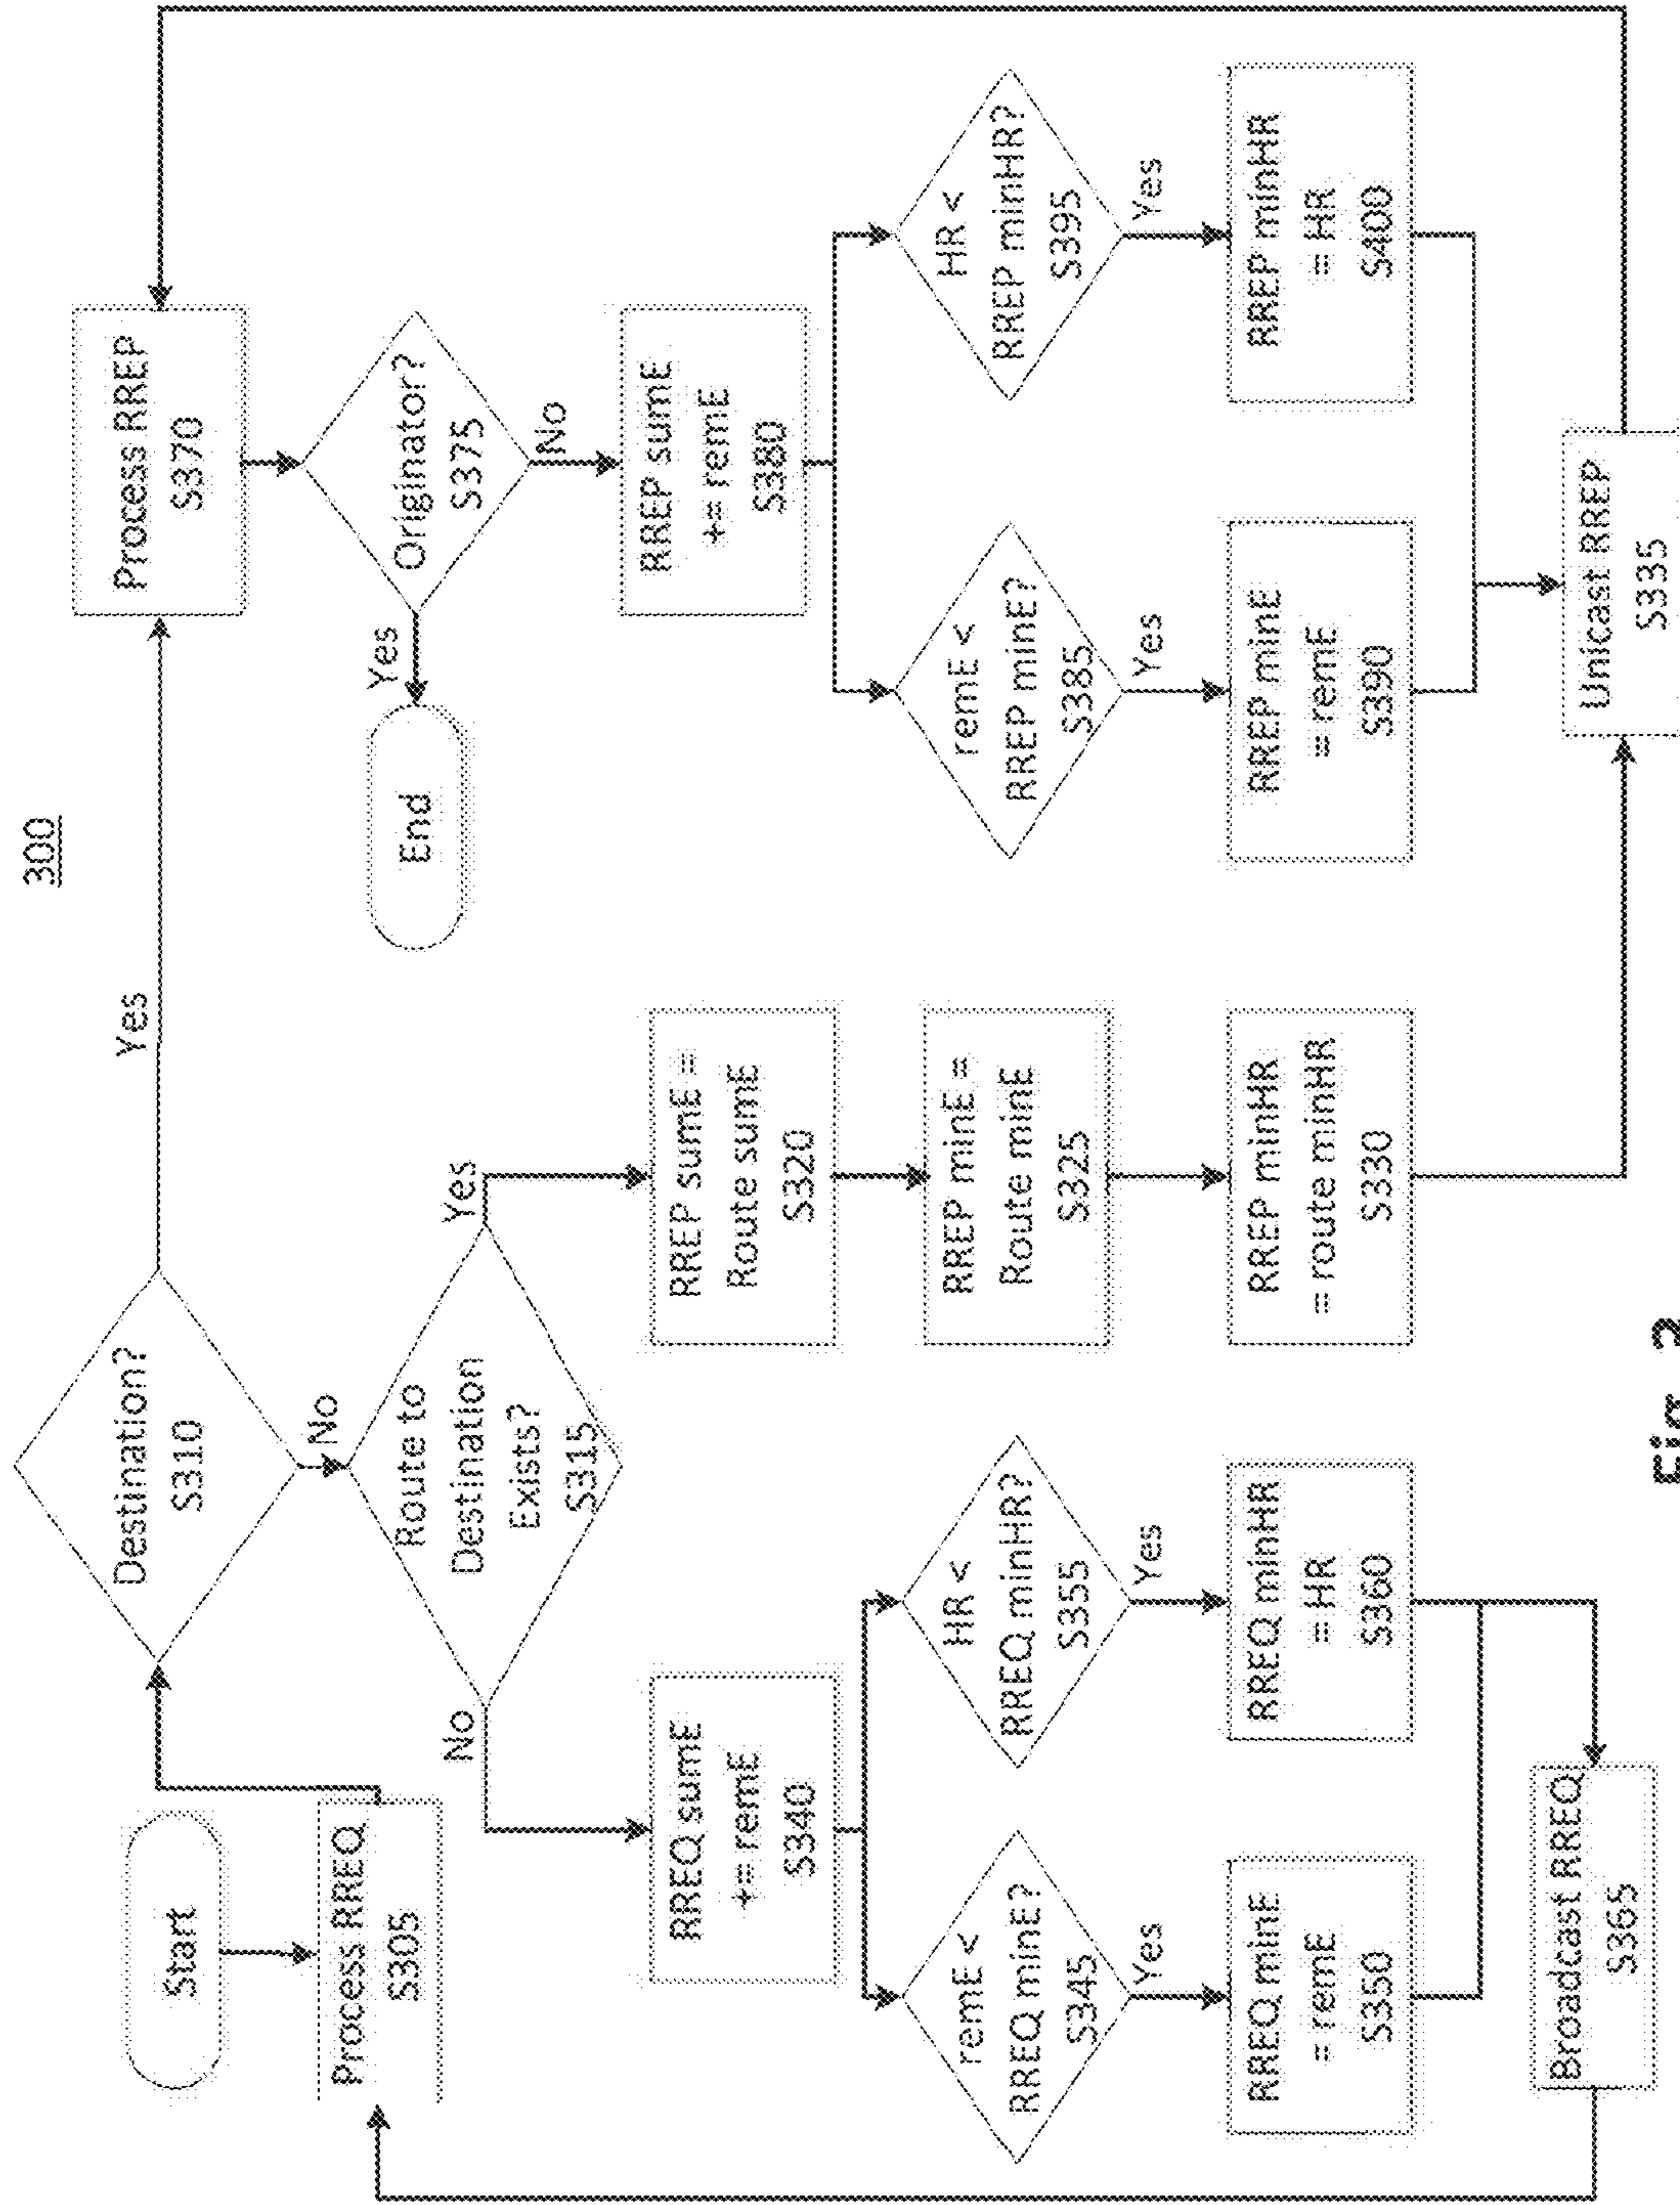 300
Start
Process RREQ
S305
Destination?
S310
Yes
No
Route to
Destination
Exists?
S315
No
Yes
RREQ sumE
+= remE
S340
remE <
RREQ minE?
S345
Yes
RREQ minE
= remE
S350
HR <
RREQ minHR?
S355
Yes
RREQ minHR
= HR
S360
Broadcast RREQ
S365
RREP sumE =
Route sumE
S320
RREP minE =
Route minE
S325
RREP minHR
= route minHR
S330
Process RREP
S370
Originator?
S375
Yes
End
No
RREP sumE
+= remE
S380
remE <
RREP minE?
S385
Yes
RREP minE
= remE
S390
HR <
RREP minHR?
S395
Yes
RREP minHR
= HR
S400
Unicast RREP
S335